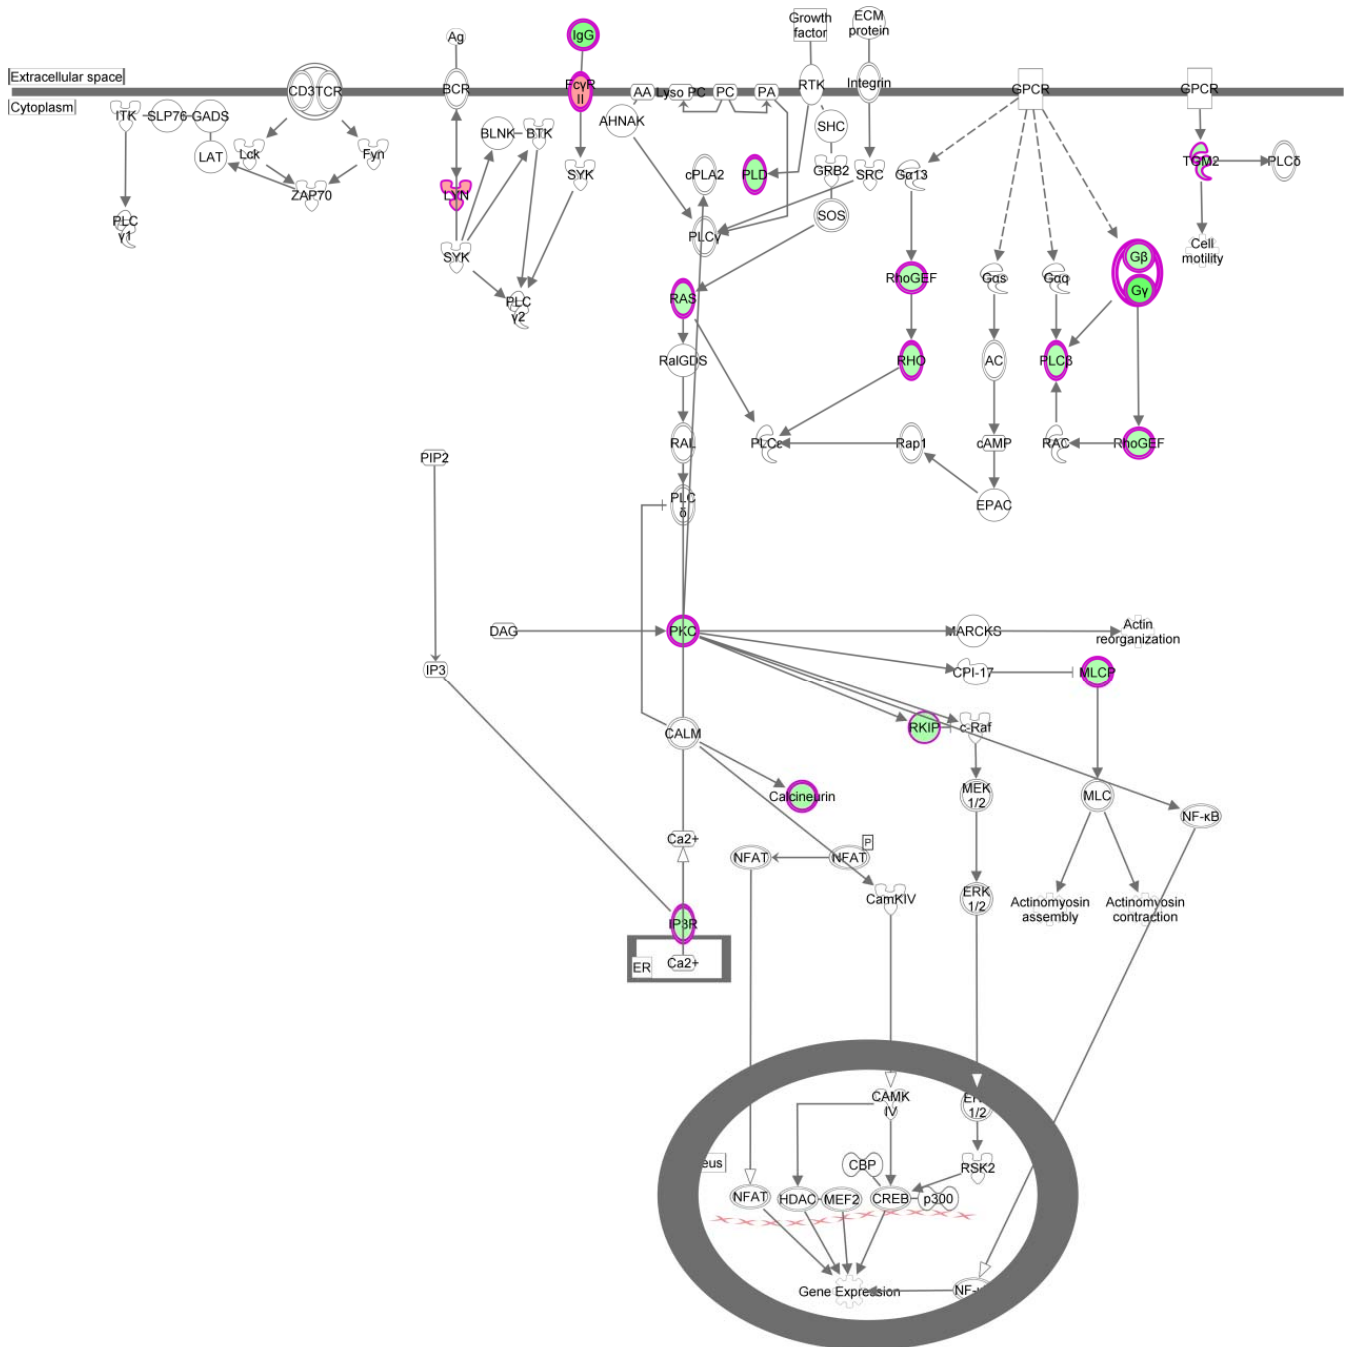 Ag
IgG
Growth
factor
ECM
protein
Extracellular space
Cytoplasm
CD3TCR
BCR
FcγR
II
AA
Lyso PC
PC
PA
RTK
Integrin
GPCR
GPCR
ITK
SLP76
GADS
LAT
Lck
Fyn
ZAP70
BLNK
BTK
SYK
AHNAK
cPLA2
PLD
SHC
GRB2
SRC
Gα13
TGM2
PLCδ
LYN
PLC
γ1
SYK
PLCγ
SOS
Cell
motility
PLC
γ2
RAS
RhoGEF
Gαs
Gαq
Gβ
Gγ
RalGDS
RHO
AC
PLCβ
RAL
PLCε
Rap1
cAMP
RAC
RhoGEF
PIP2
PLC
δ
EPAC
DAG
PKC
MARCKS
Actin
reorganization
IP3
CPI-17
MLCP
CALM
RKIP
c-Raf
Calcineurin
MEK
1/2
MLC
NF-κB
Ca2+
NFAT
NFAT
P
CamKIV
ERK
1/2
Actinomyosin
assembly
Actinomyosin
contraction
IP3R
ER
Ca2+
CAMK
IV
1/2
eus
CBP
RSK2
NFAT
HDAC
MEF2
CREB
p300
Gene Expression